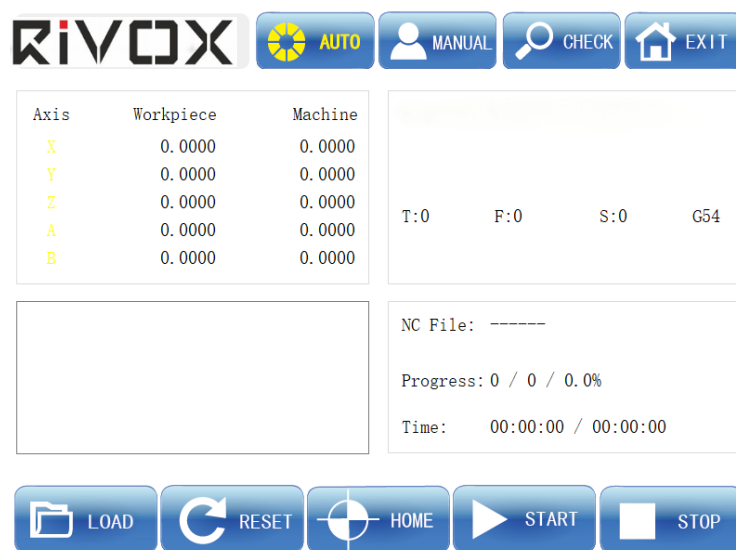 RiVOX AUTO MANUAL CHECK EXIT
Axis Workpiece Machine
X 0.0000 0.0000
Y 0.0000 0.0000
Z 0.0000 0.0000
A 0.0000 0.0000
B 0.0000 0.0000
T:0 F:0 S:0 G54
NC File: ------
Progress: 0 / 0 / 0.0%
Time: 00:00:00 / 00:00:00
LOAD RESET HOME START STOP